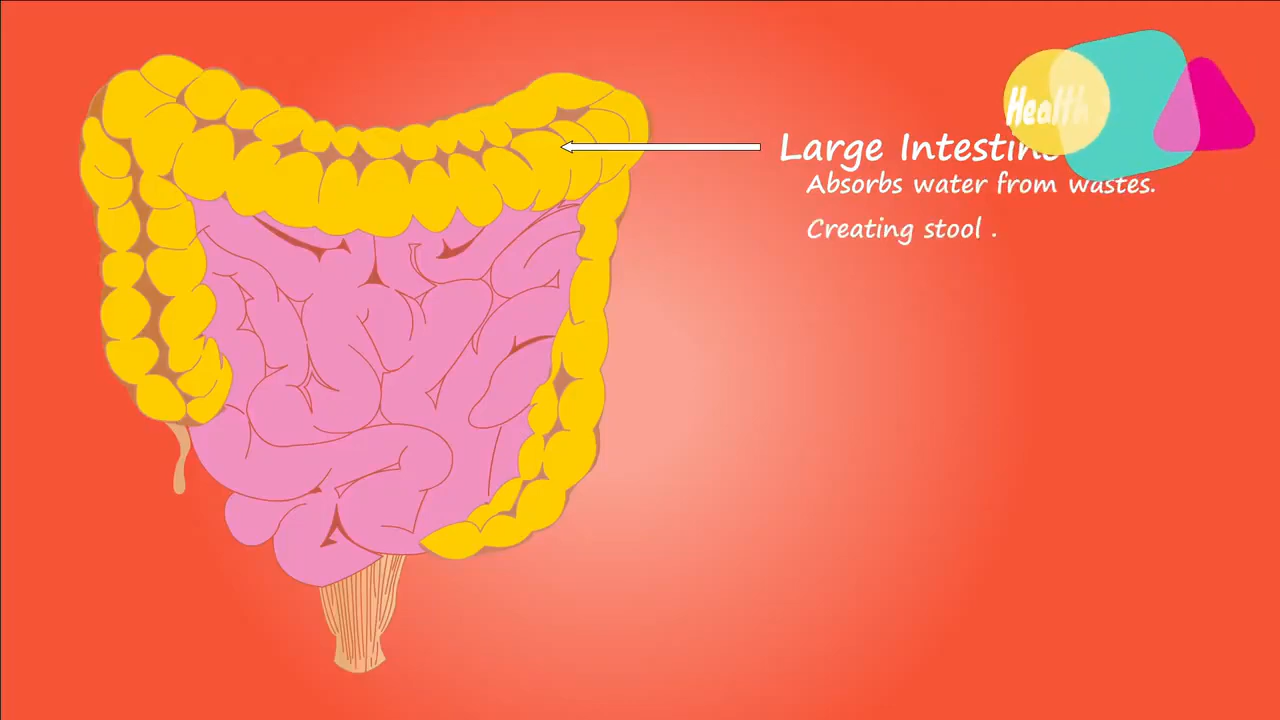 Health
Large Intestine
Absorbs water from wastes.
Creating stool .